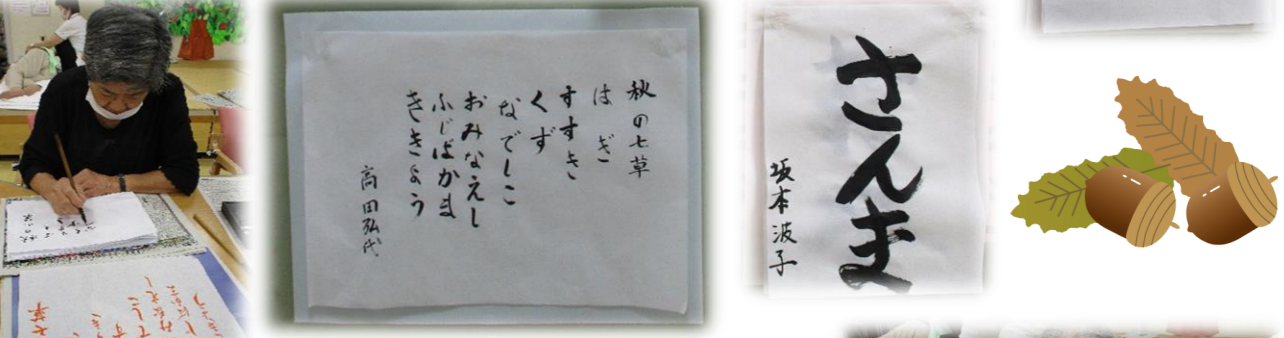 秋の七草
はぎ
すすき
くず
なでしこ
おみなえし
ふじばかま
ききょう
高田弘代
さんま
坂本波子